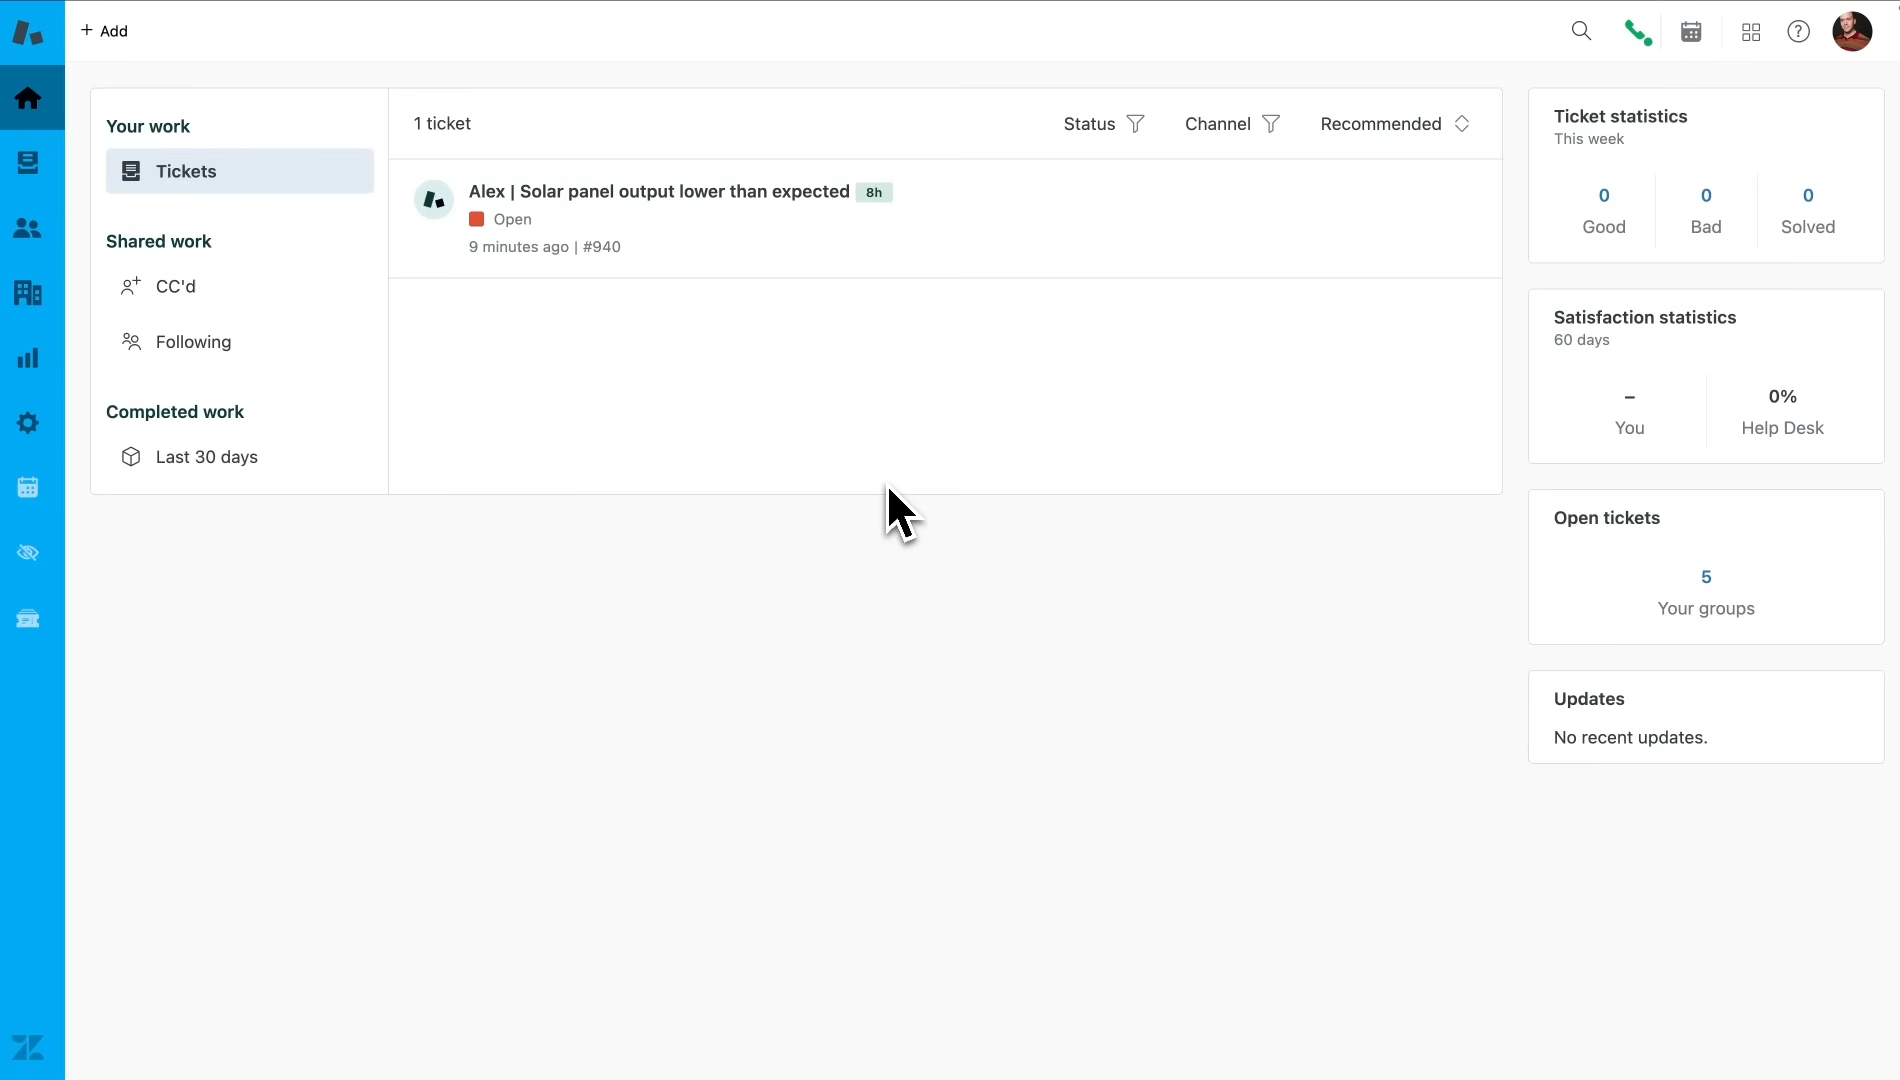 + Add
Your work
Tickets
Shared work
CC'd
Following
Completed work
Last 30 days
1 ticket
Status
Channel
Recommended
Alex | Solar panel output lower than expected 8h
Open
9 minutes ago | #940
Ticket statistics
This week
0 0 0
Good Bad Solved
Satisfaction statistics
60 days
– 0%
You Help Desk
Open tickets
5
Your groups
Updates
No recent updates.